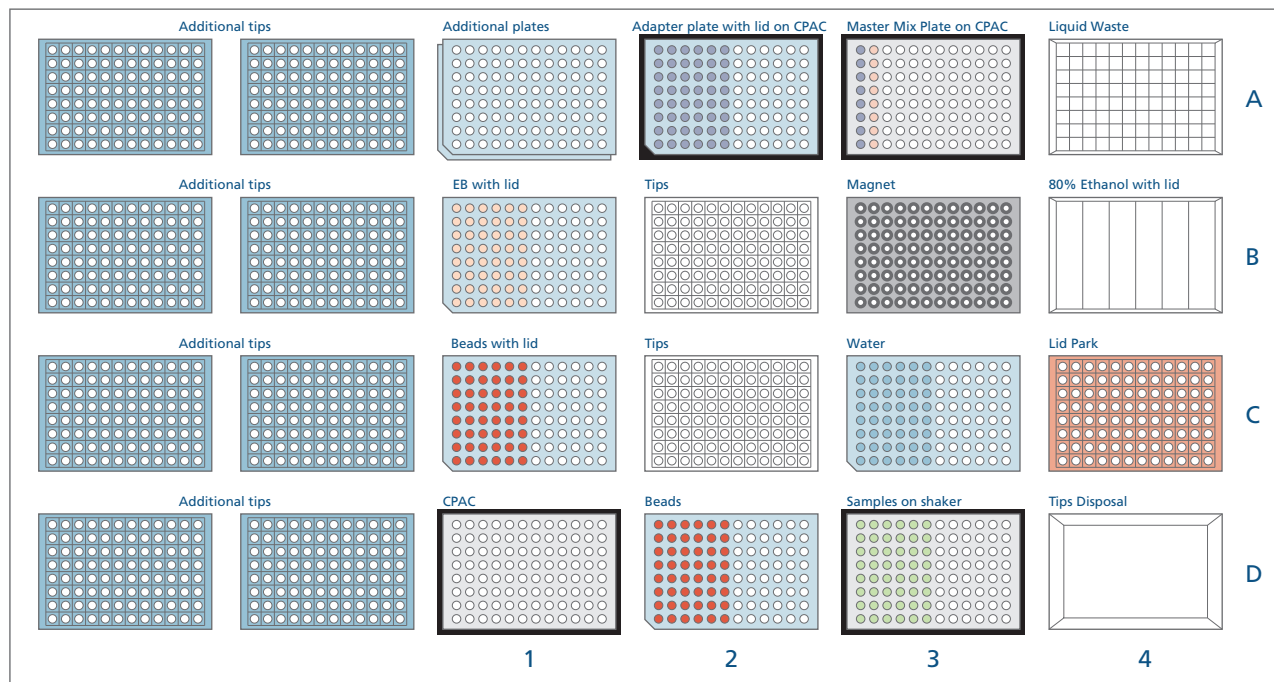 Additional tips
Additional plates
Adapter plate with lid on CPAC
Master Mix Plate on CPAC
Liquid Waste
A
Additional tips
EB with lid
Tips
Magnet
80% Ethanol with lid
B
Additional tips
Beads with lid
Tips
Water
Lid Park
C
Additional tips
CPAC
Beads
Samples on shaker
Tips Disposal
D
1
2
3
4